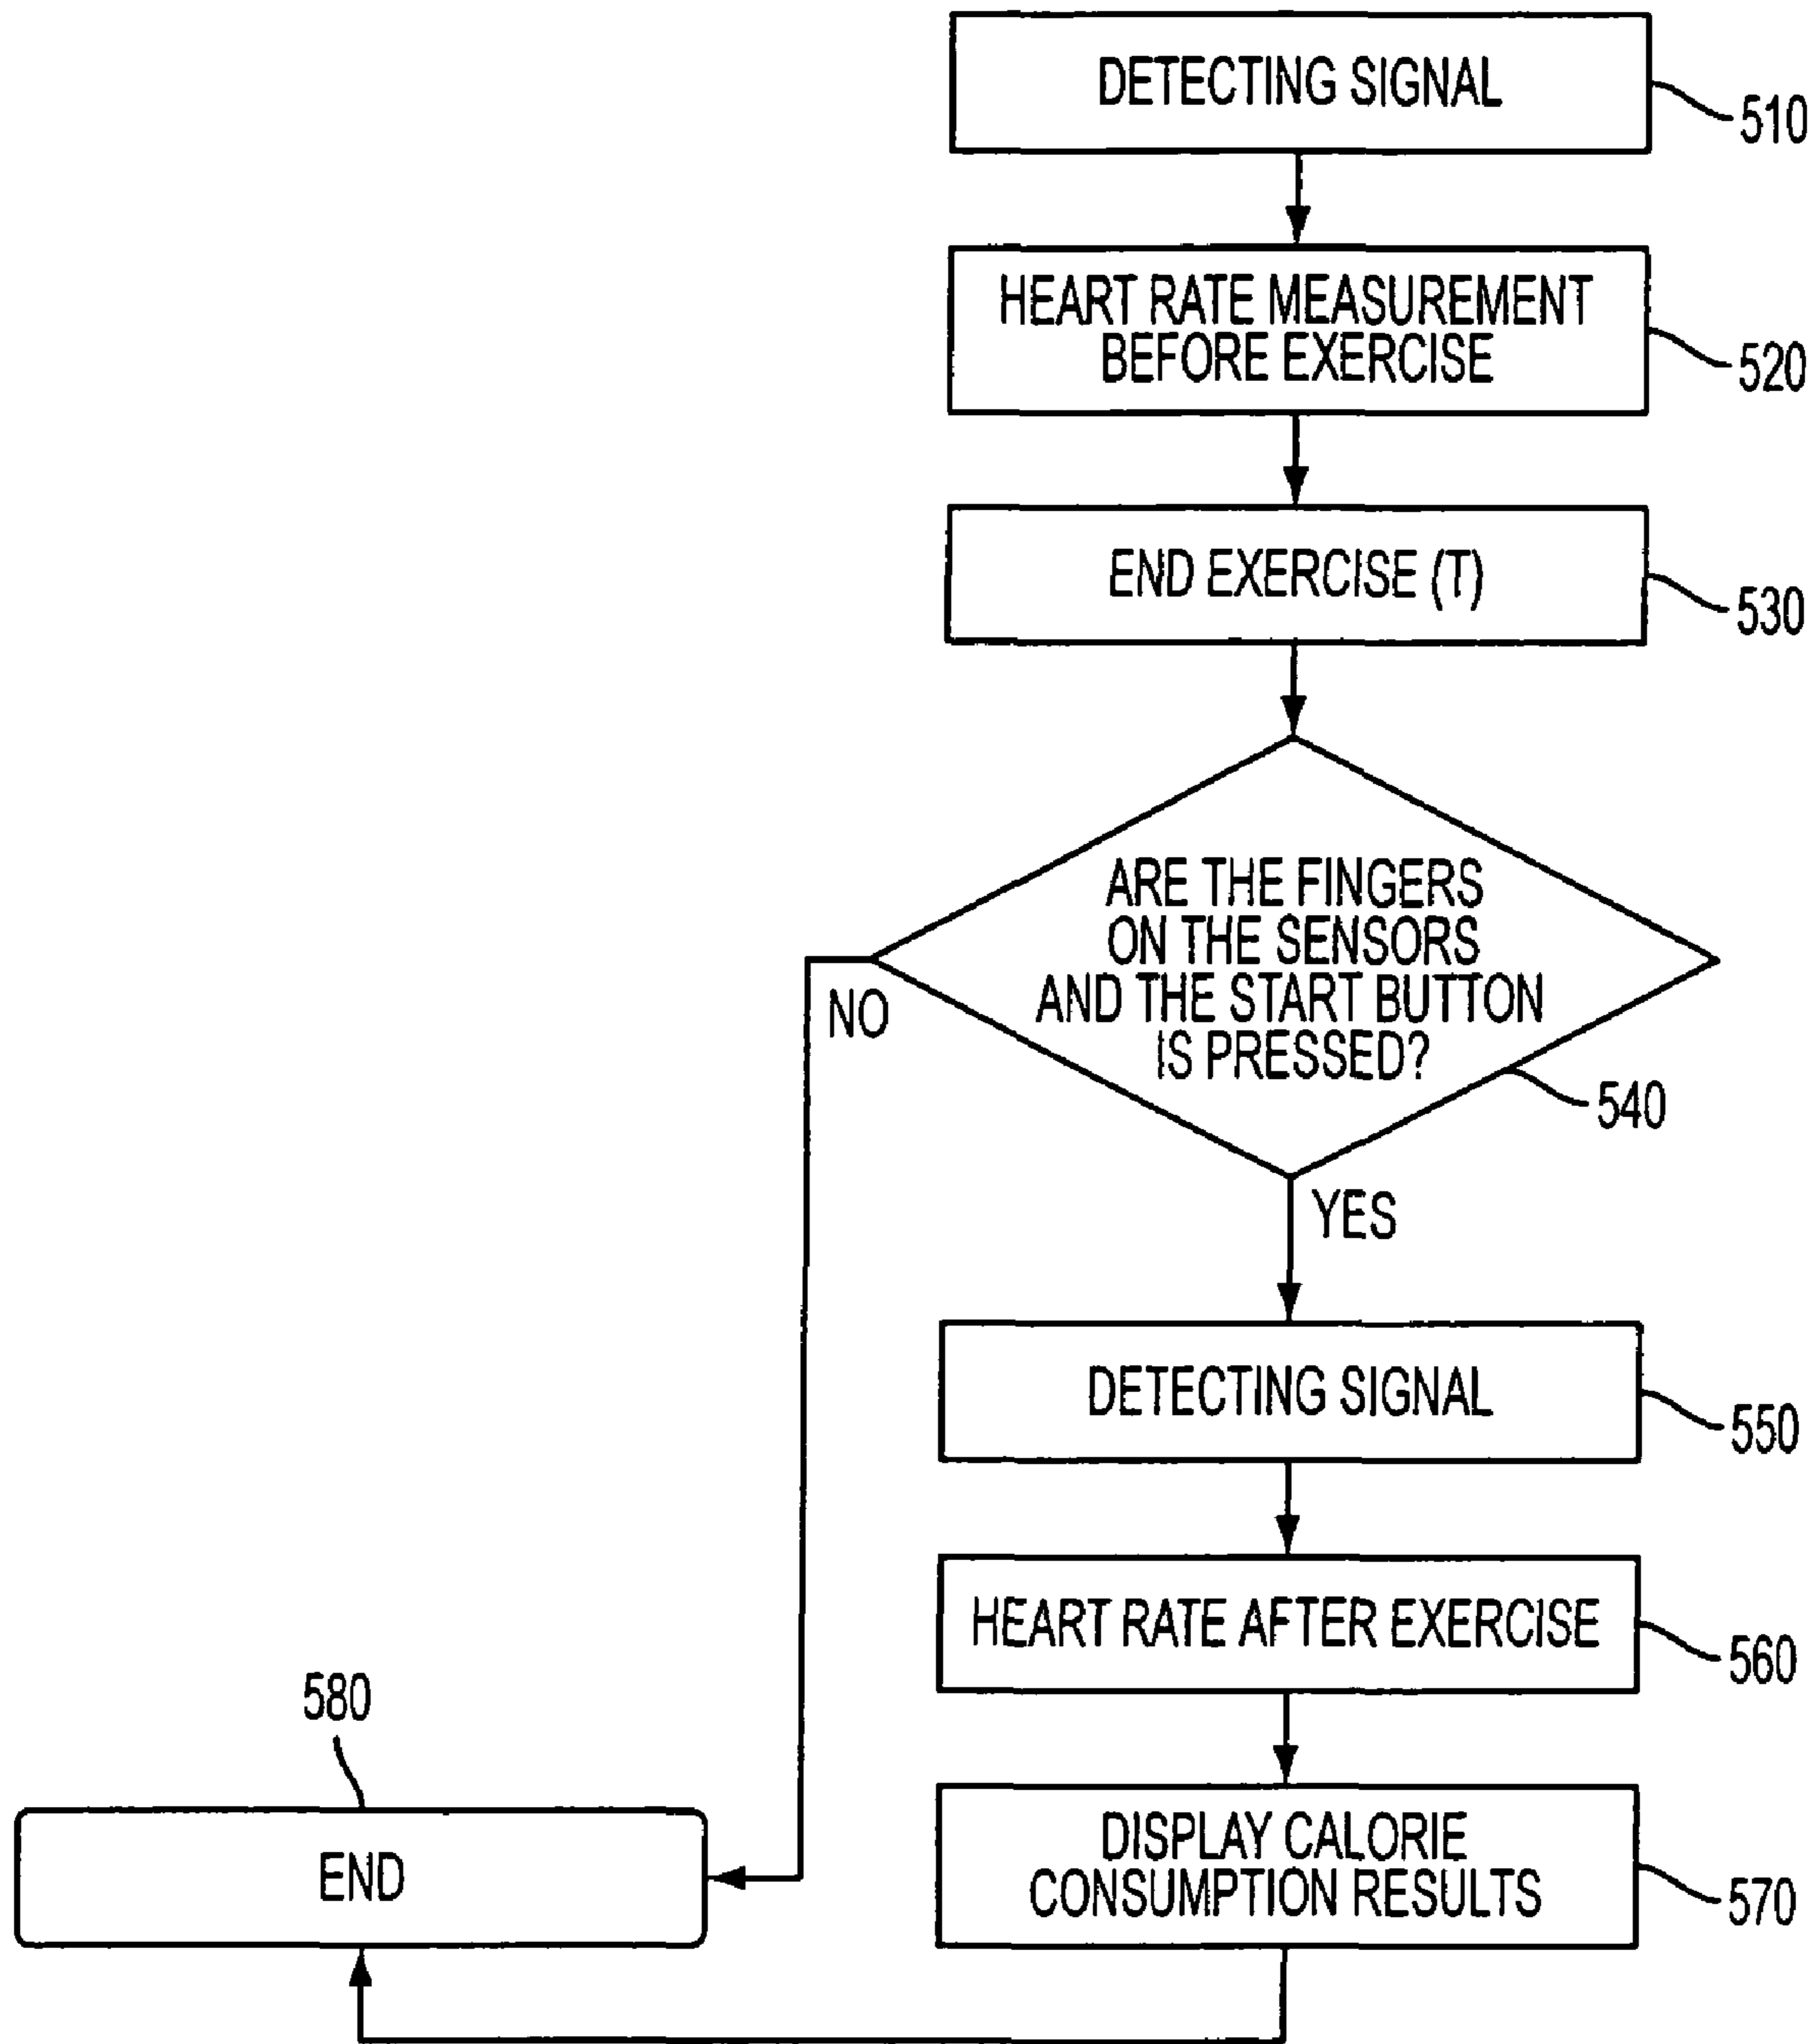 DETECTING SIGNAL
510
HEART RATE MEASUREMENT
BEFORE EXERCISE
520
END EXERCISE (T)
530
ARE THE FINGERS
ON THE SENSORS
AND THE START BUTTON
IS PRESSED?
540
NO
YES
DETECTING SIGNAL
550
HEART RATE AFTER EXERCISE
560
DISPLAY CALORIE
CONSUMPTION RESULTS
570
580
END